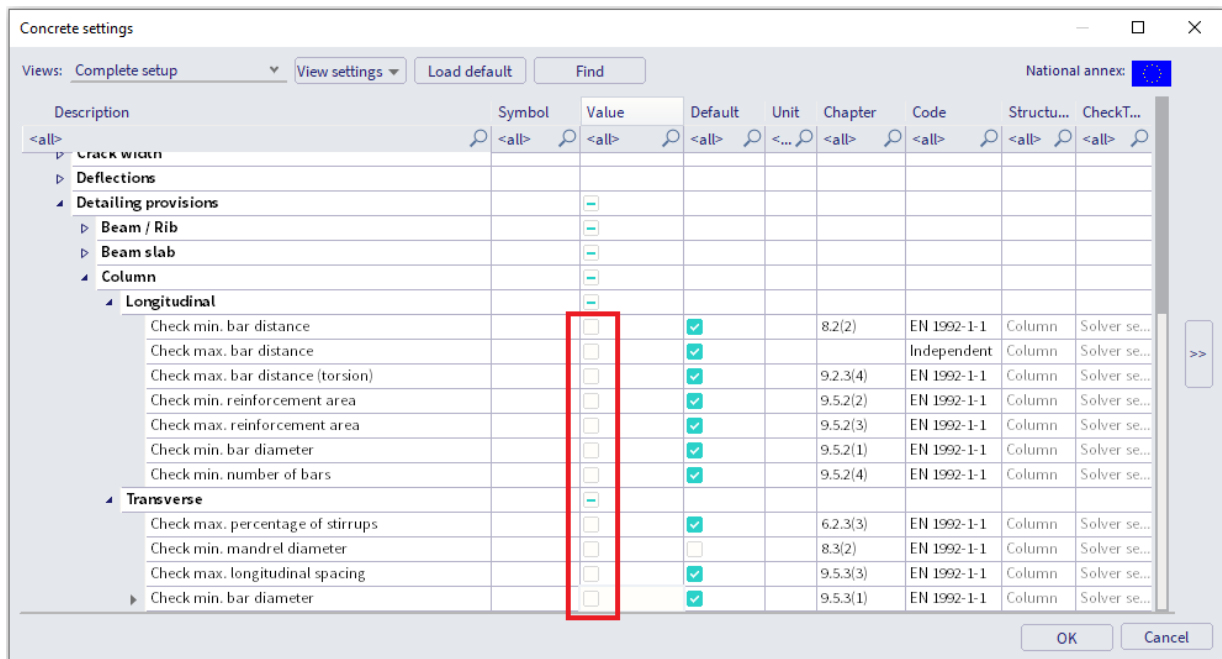 Concrete settings
Views: Complete setup View settings Load default Find National annex:
Description Symbol Value Default Unit Chapter Code Structu... CheckT...
<all> <all> <all> <all> <... <all> <all> <all> <all>
Crack width
Deflections
Detailing provisions
Beam / Rib
Beam slab
Column
Longitudinal
Check min. bar distance 8.2(2) EN 1992-1-1 Column Solver se...
Check max. bar distance Independent Column Solver se...
Check max. bar distance (torsion) 9.2.3(4) EN 1992-1-1 Column Solver se...
Check min. reinforcement area 9.5.2(2) EN 1992-1-1 Column Solver se...
Check max. reinforcement area 9.5.2(3) EN 1992-1-1 Column Solver se...
Check min. bar diameter 9.5.2(1) EN 1992-1-1 Column Solver se...
Check min. number of bars 9.5.2(4) EN 1992-1-1 Column Solver se...
Transverse
Check max. percentage of stirrups 6.2.3(3) EN 1992-1-1 Column Solver se...
Check min. mandrel diameter 8.3(2) EN 1992-1-1 Column Solver se...
Check max. longitudinal spacing 9.5.3(3) EN 1992-1-1 Column Solver se...
Check min. bar diameter 9.5.3(1) EN 1992-1-1 Column Solver se...
>>
OK Cancel